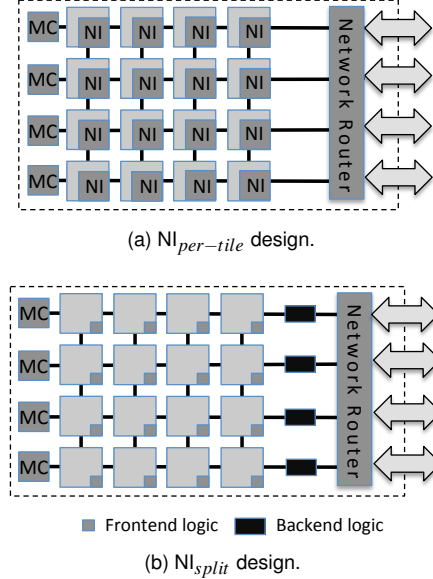 MC NI NI NI NI
MC NI NI NI NI
MC NI NI NI NI
MC NI NI NI NI
Network Router
(a) NIper−tile design.
MC
MC
MC
MC
Network Router
Frontend logic Backend logic
(b) NIsplit design.